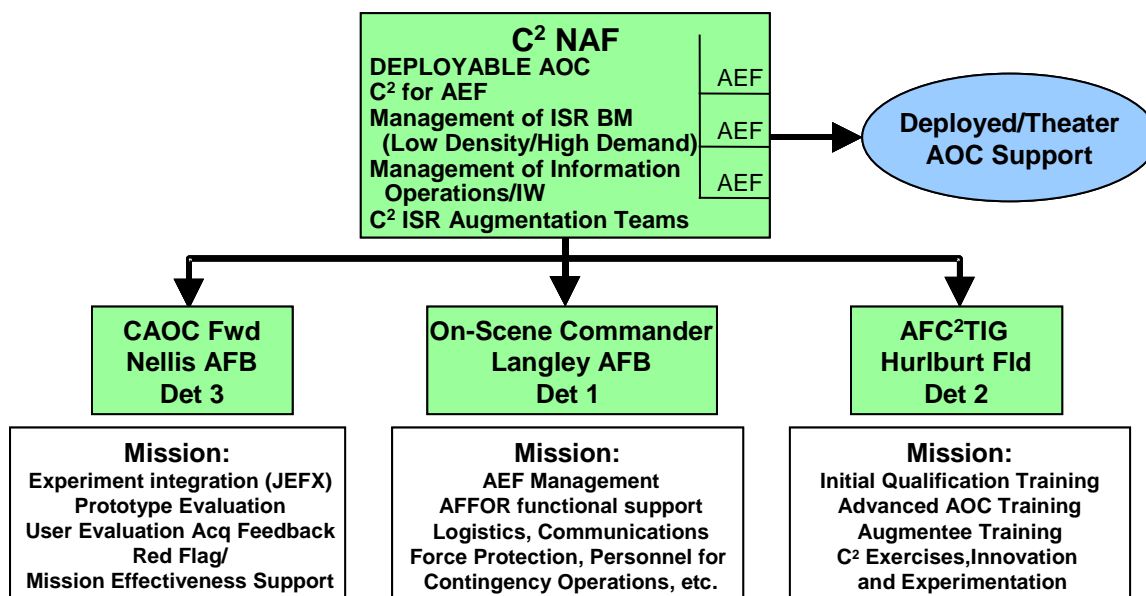 C² NAF
DEPLOYABLE AOC
C² for AEF
Management of ISR BM
(Low Density/High Demand)
Management of Information
Operations/IW
C² ISR Augmentation Teams
AEF
AEF
AEF
Deployed/Theater
AOC Support
CAOC Fwd
Nellis AFB
Det 3
On-Scene Commander
Langley AFB
Det 1
AFC²TIG
Hurlburt Fld
Det 2
Mission:
Experiment integration (JEFX)
Prototype Evaluation
User Evaluation Acq Feedback
Red Flag/
Mission Effectiveness Support
Mission:
AEF Management
AFFOR functional support
Logistics, Communications
Force Protection, Personnel for
Contingency Operations, etc.
Mission:
Initial Qualification Training
Advanced AOC Training
Augmentee Training
C² Exercises,Innovation
and Experimentation